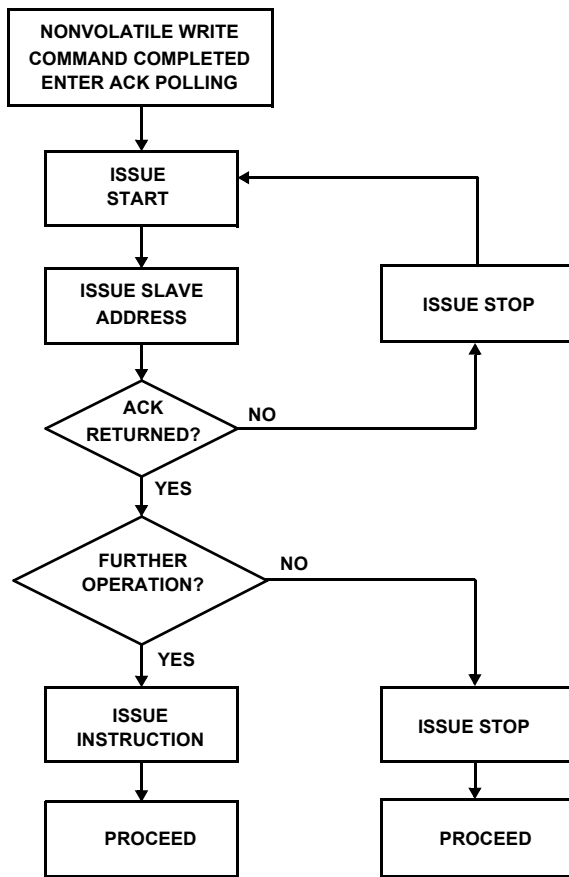 NONVOLATILE WRITE
COMMAND COMPLETED
ENTER ACK POLLING
ISSUE
START
ISSUE SLAVE
ADDRESS
ISSUE STOP
ACK
RETURNED?
NO
YES
FURTHER
OPERATION?
NO
YES
ISSUE
INSTRUCTION
ISSUE STOP
PROCEED
PROCEED